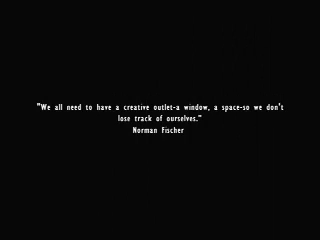 "We all need to have a creative outlet-a window, a space-so we don't
lose track of ourselves."
Norman Fischer